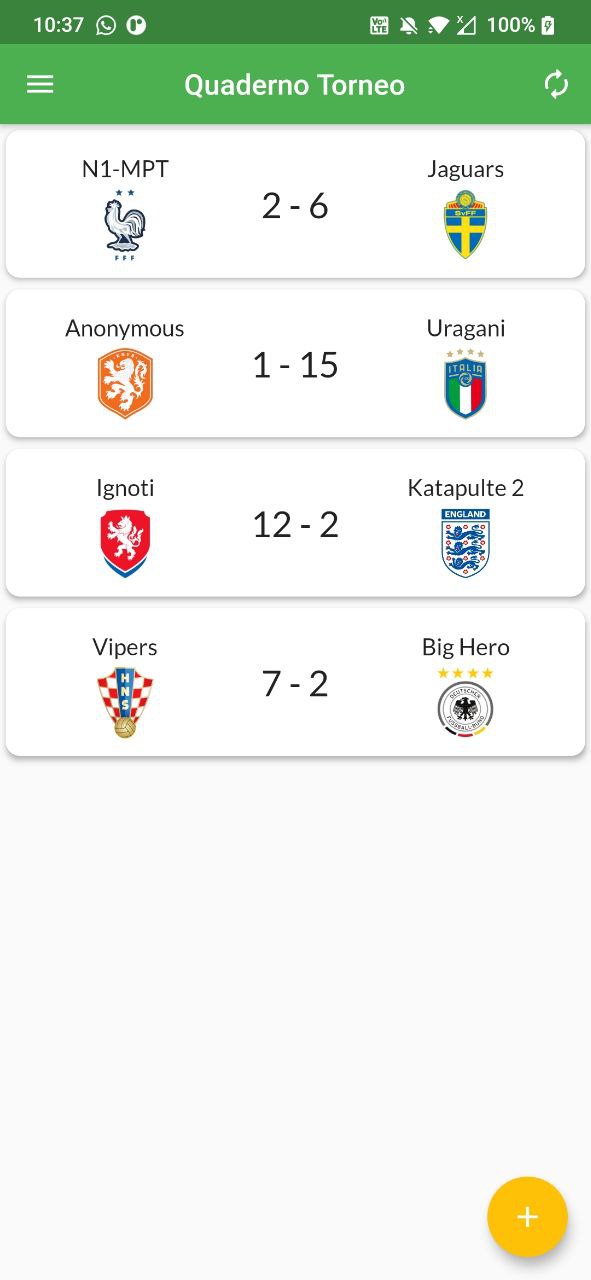 10:37 Vo)) LTE X 100%
Quaderno Torneo
N1-MPT Jaguars
2 - 6
FFF
SvFF
Anonymous Uragani
1 - 15
ITALIA
Ignoti Katapulte 2
12 - 2
ENGLAND
Vipers Big Hero
7 - 2
HNS
DEUTSCHER FUSSBALL-BUND
+